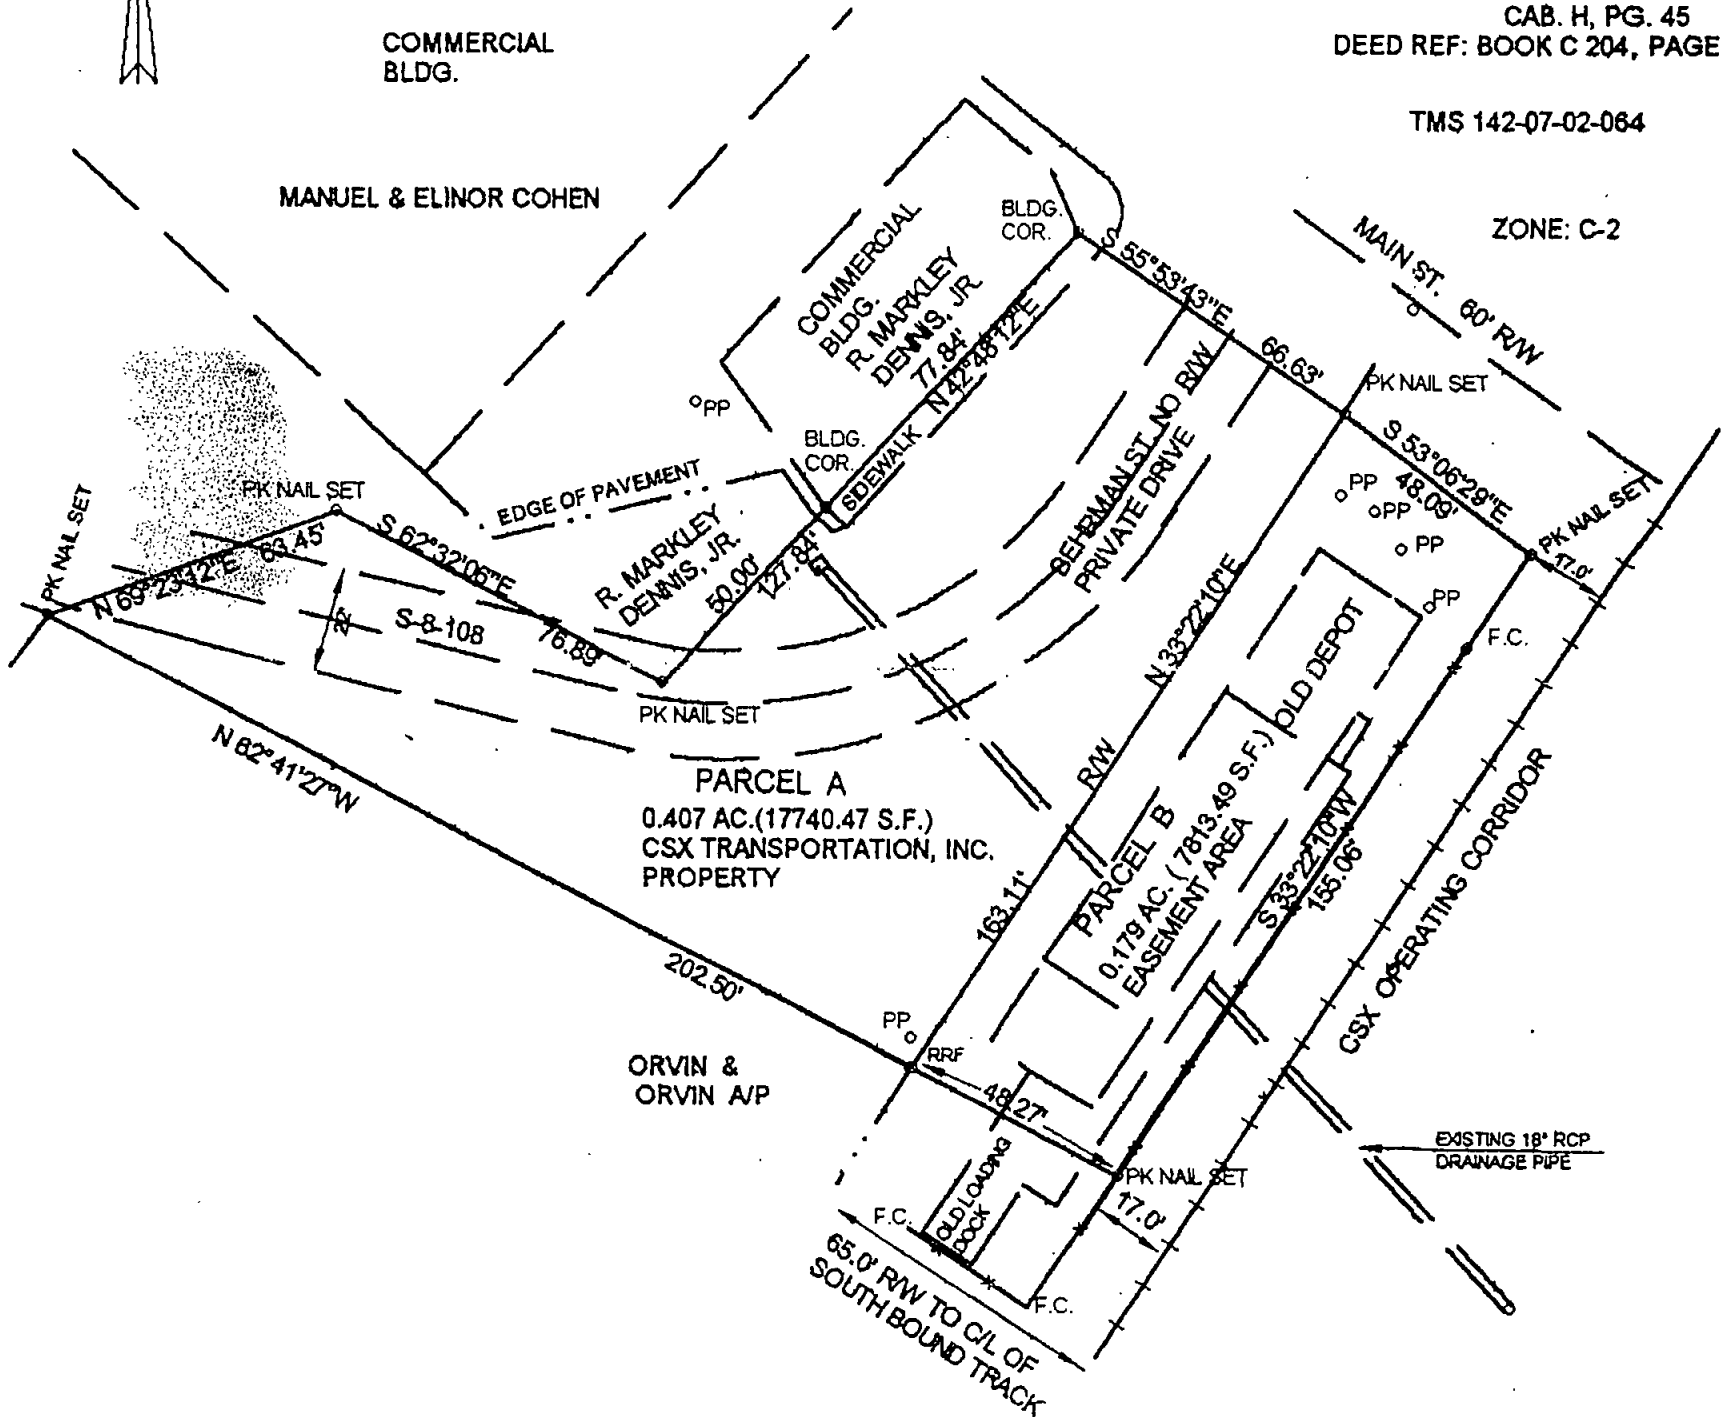 CAB. H, PG. 45
DEED REF: BOOK C 204, PAGE
COMMERCIAL
BLDG.
TMS 142-07-02-064
MANUEL & ELINOR COHEN
ZONE: C-2
BLDG.
COR.
MAIN ST. 60' R/W
S 55°53'43"E
66.63'
COMMERCIAL
BLDG.
R. MARKLEY
DENNIS, JR.
77.84'
N 42°48'12"E
SIDEWALK
PP
BLDG.
COR.
PK NAIL SET
S 53°06'29"E
48.09'
PK NAIL SET
17.0'
BEHRMAN ST. NO R/W
PRIVATE DRIVE
EDGE OF PAVEMENT
PK NAIL SET
PK NAIL SET
N 69°23'12"E 63.45'
S 62°32'06"E
76.89'
R. MARKLEY
DENNIS, JR.
50.00'
127.84'
22'
S-8-108
PK NAIL SET
PP
PP
PP
PP
F.C.
N 33°22'10"E
R/W
163.11'
OLD DEPOT
N 62°41'27"W
202.50'
PARCEL A
0.407 AC.(17740.47 S.F.)
CSX TRANSPORTATION, INC.
PROPERTY
PARCEL B
0.179 AC. ( 7813.49 S.F.)
EASEMENT AREA
S 33°22'10"W
155.06'
CSX OPERATING CORRIDOR
PP
RRF
48.27'
ORVIN &
ORVIN A/P
EXISTING 18" RCP
DRAINAGE PIPE
PK NAIL SET
17.0'
OLD LOADING
DOCK
F.C.
F.C.
65.0' R/W TO C/L OF
SOUTH BOUND TRACK